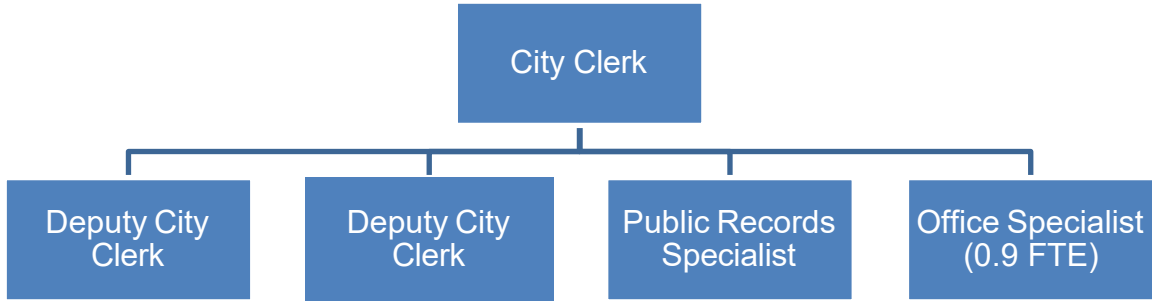 City Clerk
Deputy City
Clerk
Deputy City
Clerk
Public Records
Specialist
Office Specialist
(0.9 FTE)